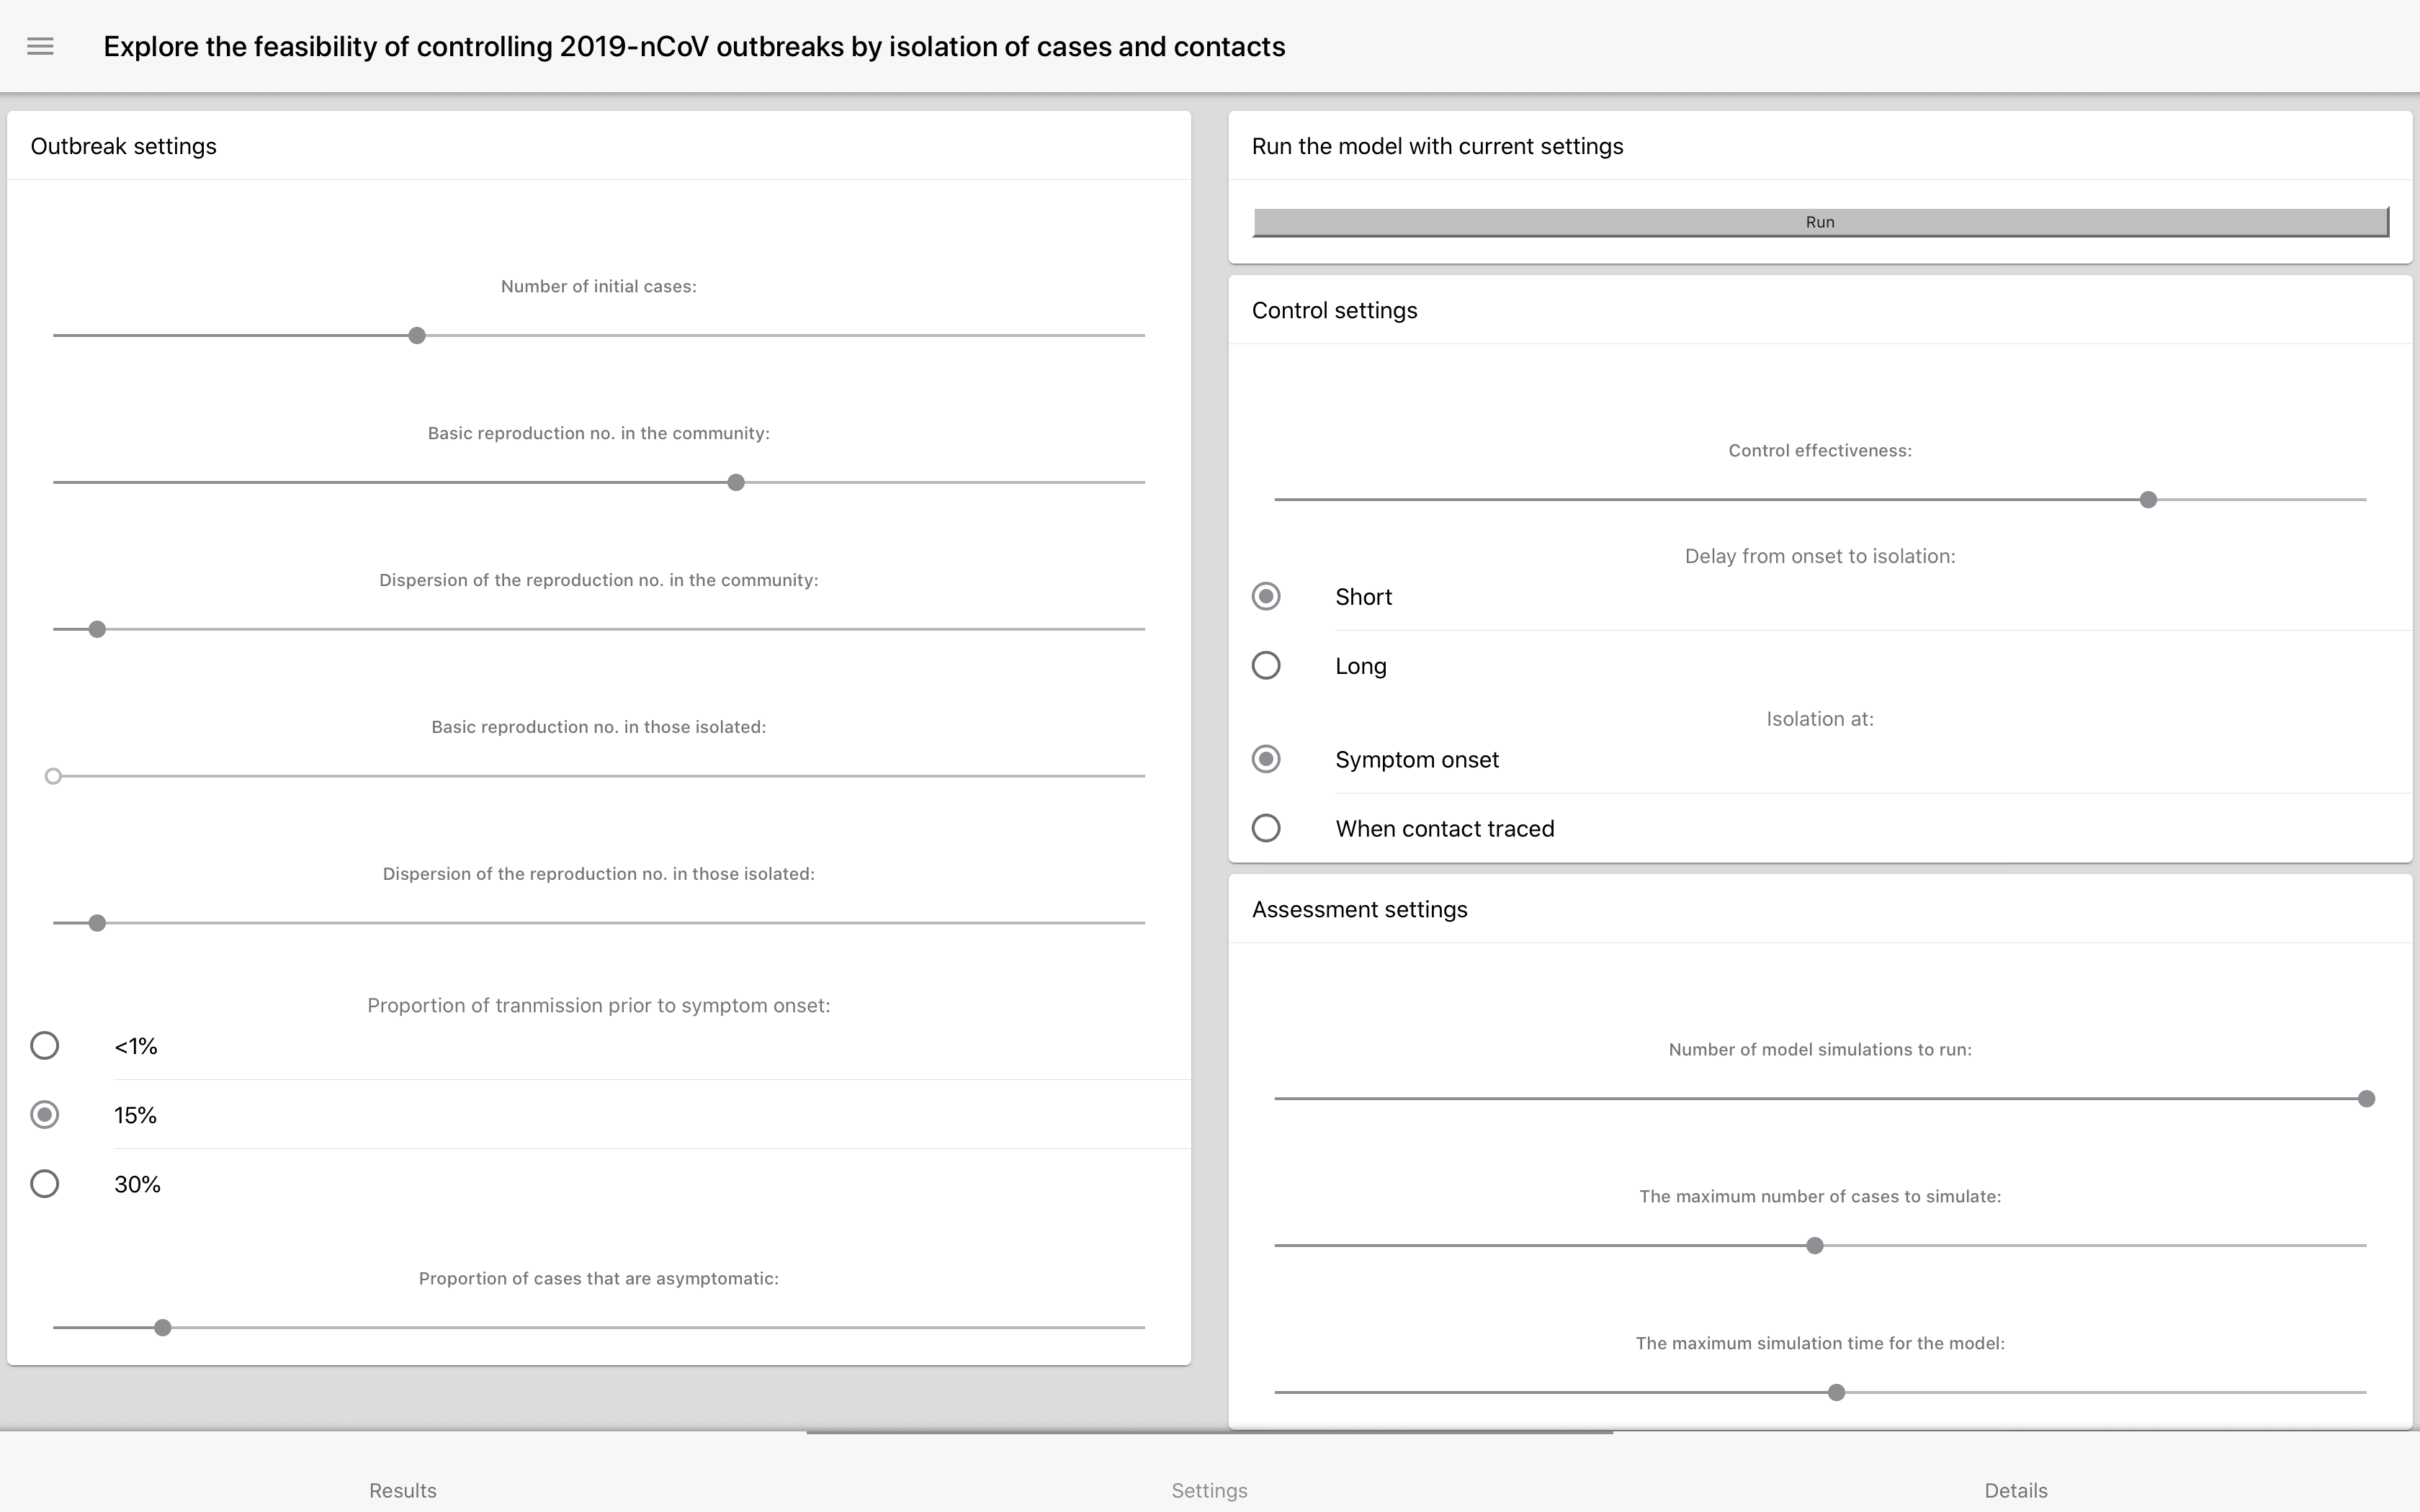 Explore the feasibility of controlling 2019-nCoV outbreaks by isolation of cases and contacts
Outbreak settings
Number of initial cases:
Basic reproduction no. in the community:
Dispersion of the reproduction no. in the community:
Basic reproduction no. in those isolated:
Dispersion of the reproduction no. in those isolated:
Proportion of tranmission prior to symptom onset:
<1%
15%
30%
Proportion of cases that are asymptomatic:
Run the model with current settings
Run
Control settings
Control effectiveness:
Delay from onset to isolation:
Short
Long
Isolation at:
Symptom onset
When contact traced
Assessment settings
Number of model simulations to run:
The maximum number of cases to simulate:
The maximum simulation time for the model:
Results
Settings
Details